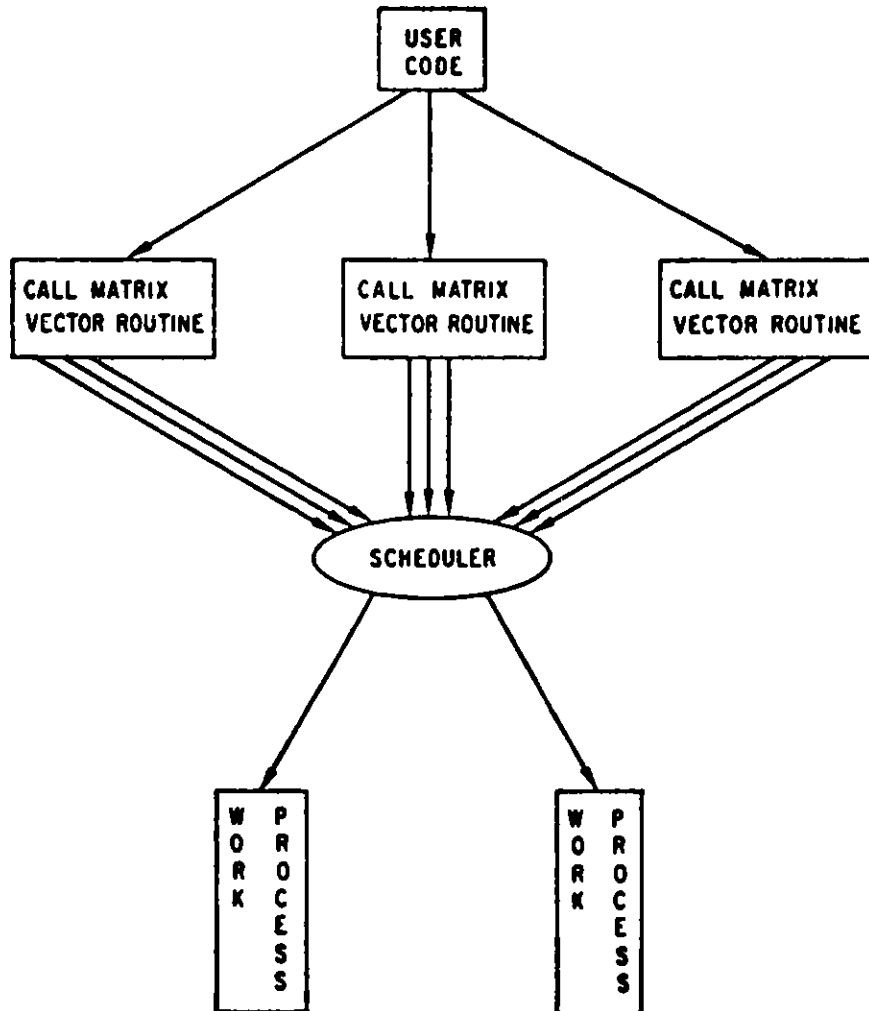 USER
CODE
CALL MATRIX
VECTOR ROUTINE
CALL MATRIX
VECTOR ROUTINE
CALL MATRIX
VECTOR ROUTINE
SCHEDULER
WORK
PROCESS
WORK
PROCESS